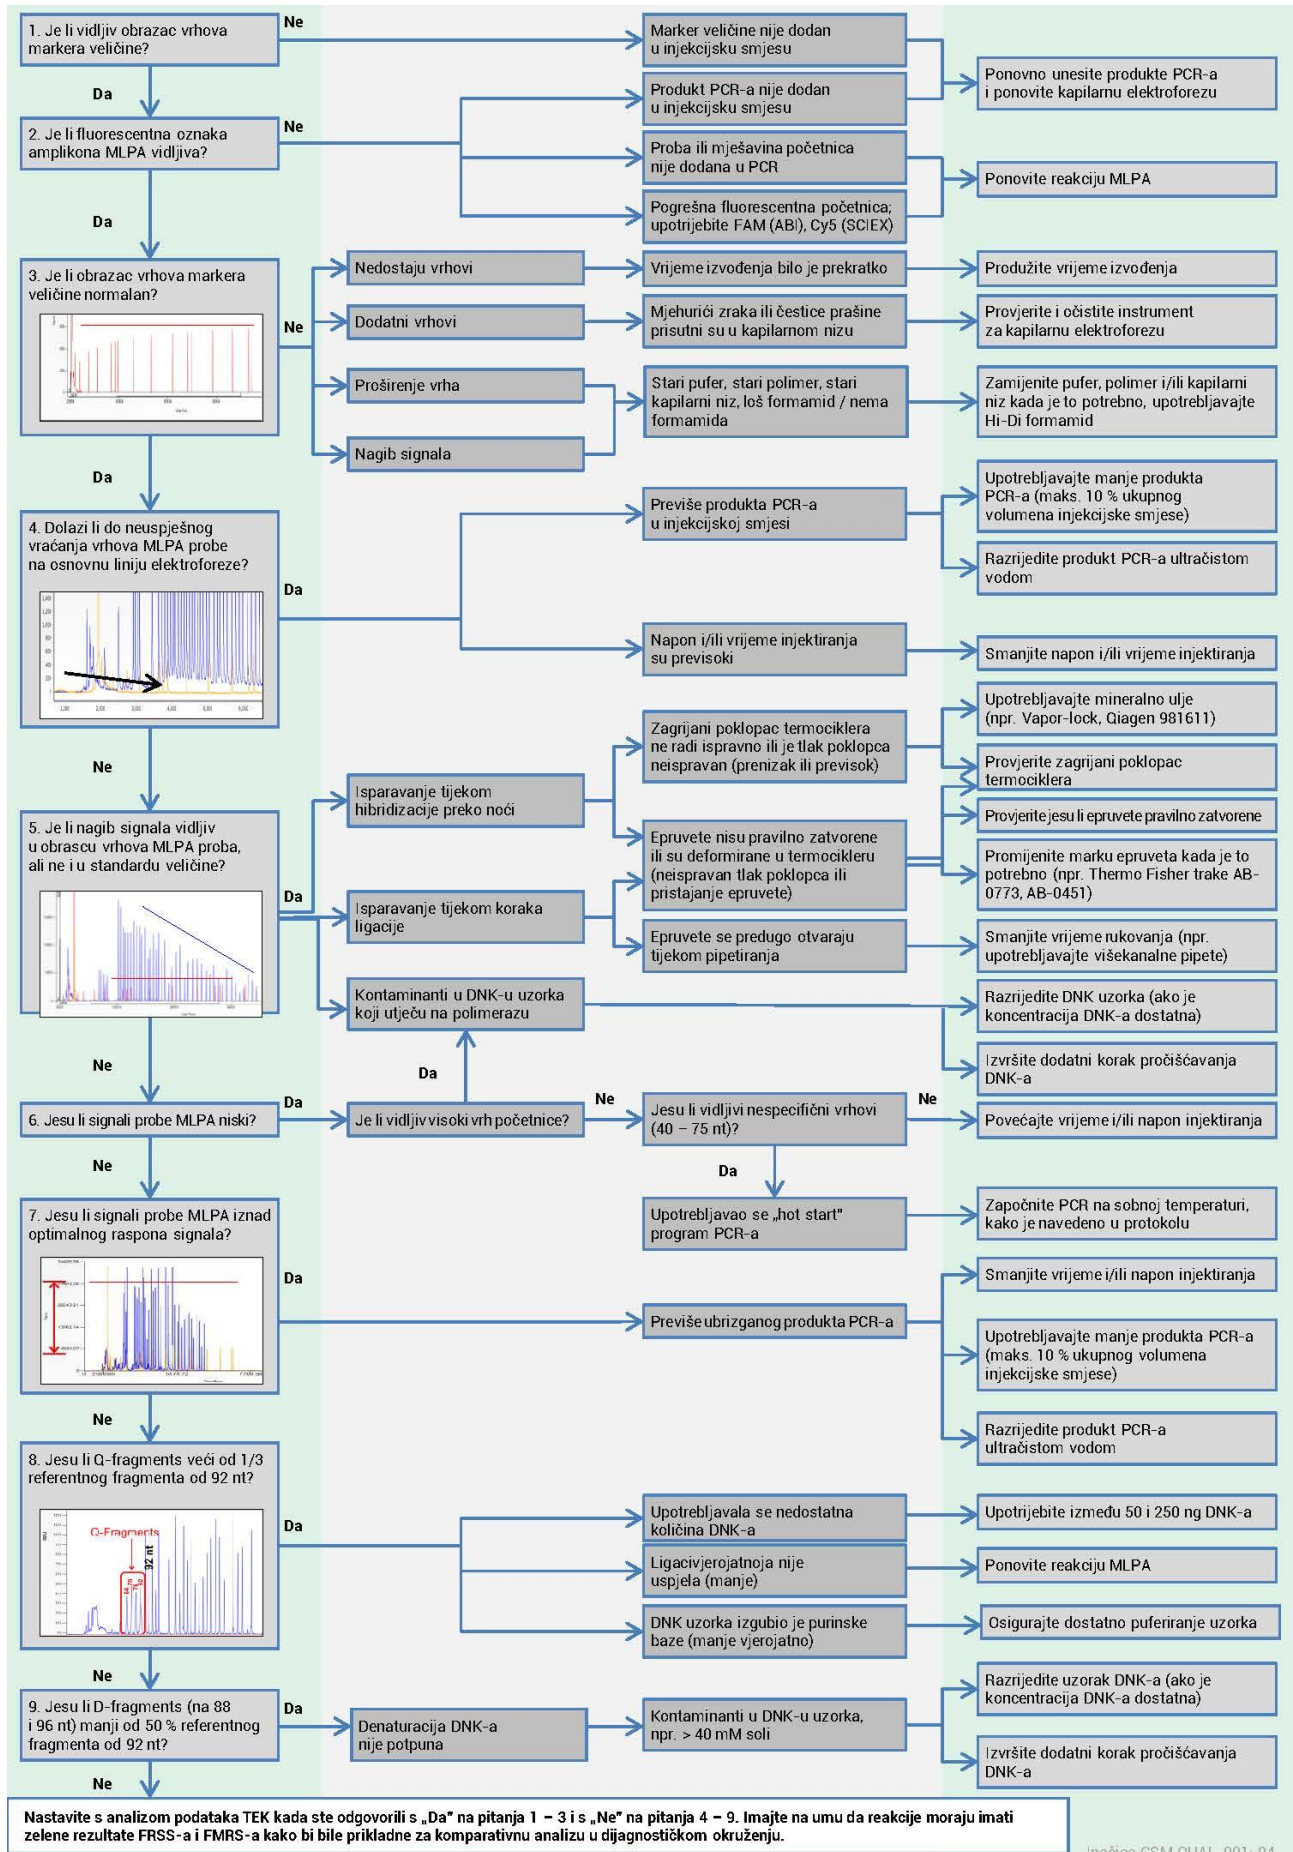 1. Je li vidljiv obrazac vrhova
markera veličine?
Ne
Marker veličine nije dodan
u injekcijsku smjesu
Da
Produkt PCR-a nije dodan
u injekcijsku smjesu
Ponovno unesite produkte PCR-a
i ponovite kapilarnu elektroforezu
2. Je li fluorescentna oznaka
amplikona MLPA vidljiva?
Ne
Proba ili mješavina početnica
nije dodana u PCR
Pogrešna fluorescentna početnica;
upotrijebite FAM (ABI), Cy5 (SCIEX)
Ponovite reakciju MLPA
Da
3. Je li obrazac vrhova markera
veličine normalan?
Ne
Nedostaju vrhovi
Vrijeme izvođenja bilo je prekratko
Produžite vrijeme izvođenja
Dodatni vrhovi
Mjehurići zraka ili čestice prašine
prisutni su u kapilarnom nizu
Provjerite i očistite instrument
za kapilarnu elektroforezu
Proširenje vrha
Nagib signala
Stari pufer, stari polimer, stari
kapilarni niz, loš formamid / nema
formamida
Zamijenite pufer, polimer i/ili kapilarni
niz kada je to potrebno, upotrebljavajte
Hi-Di formamid
Da
4. Dolazi li do neuspješnog
vraćanja vrhova MLPA probe
na osnovnu liniju elektroforeze?
Da
Previše produkta PCR-a
u injekcijskoj smjesi
Upotrebljavajte manje produkta
PCR-a (maks. 10 % ukupnog
volumena injekcijske smjese)
Razrijedite produkt PCR-a ultračistom
vodom
Napon i/ili vrijeme injektiranja
su previsoki
Smanjite napon i/ili vrijeme injektiranja
Ne
5. Je li nagib signala vidljiv
u obrascu vrhova MLPA proba,
ali ne i u standardu veličine?
Da
Isparavanje tijekom
hibridizacije preko noći
Zagrijani poklopac termociklera
ne radi ispravno ili je tlak poklopca
neispravan (prenizak ili previsok)
Upotrebljavajte mineralno ulje
(npr. Vapor-lock, Qiagen 981611)
Provjerite zagrijani poklopac
termociklera
Isparavanje tijekom koraka
ligacije
Epruvete nisu pravilno zatvorene
ili su deformirane u termocikleru
(neispravan tlak poklopca ili
pristajanje epruvete)
Provjerite jesu li epruvete pravilno zatvorene
Promijenite marku epruveta kada je to
potrebno (npr. Thermo Fisher trake AB-
0773, AB-0451)
Epruvete se predugo otvaraju
tijekom pipetiranja
Smanjite vrijeme rukovanja (npr.
upotrebljavajte višekanalne pipete)
Kontaminanti u DNK-u uzorka
koji utječu na polimerazu
Razrijedite DNK uzorka (ako je
koncentracija DNK-a dostatna)
Izvršite dodatni korak pročišćavanja
DNK-a
Ne
Da
6. Jesu li signali probe MLPA niski?
Da
Je li vidljiv visoki vrh početnice?
Ne
Jesu li vidljivi nespecifični vrhovi
(40 – 75 nt)?
Ne
Povećajte vrijeme i/ili napon injektiranja
Da
Upotrebljavao se „hot start”
program PCR-a
Započnite PCR na sobnoj temperaturi,
kako je navedeno u protokolu
Ne
7. Jesu li signali probe MLPA iznad
optimalnog raspona signala?
Da
Previše ubrizganog produkta PCR-a
Smanjite vrijeme i/ili napon injektiranja
Upotrebljavajte manje produkta PCR-a
(maks. 10 % ukupnog volumena
injekcijske smjese)
Razrijedite produkt PCR-a
ultračistom vodom
Ne
8. Jesu li Q-fragments veći od 1/3
referentnog fragmenta od 92 nt?
Q-Fragments
92 nt
Da
Upotrebljavala se nedostatna
količina DNK-a
Upotrijebite između 50 i 250 ng DNK-a
Ligacivjerojatnoja nije
uspjela (manje)
Ponovite reakciju MLPA
DNK uzorka izgubio je purinske
baze (manje vjerojatno)
Osigurajte dostatno puferiranje uzorka
Ne
9. Jesu li D-fragments (na 88
i 96 nt) manji od 50 % referentnog
fragmenta od 92 nt?
Da
Denaturacija DNK-a
nije potpuna
Kontaminanti u DNK-u uzorka,
npr. > 40 mM soli
Razrijedite uzorak DNK-a (ako je
koncentracija DNK-a dostatna)
Izvršite dodatni korak pročišćavanja
DNK-a
Ne
Nastavite s analizom podataka TEK kada ste odgovorili s „Da” na pitanja 1 – 3 i s „Ne” na pitanja 4 – 9. Imajte na umu da reakcije moraju imati
zelene rezultate FRSS-a i FMRS-a kako bi bile prikladne za komparativnu analizu u dijagnostičkom okruženju.